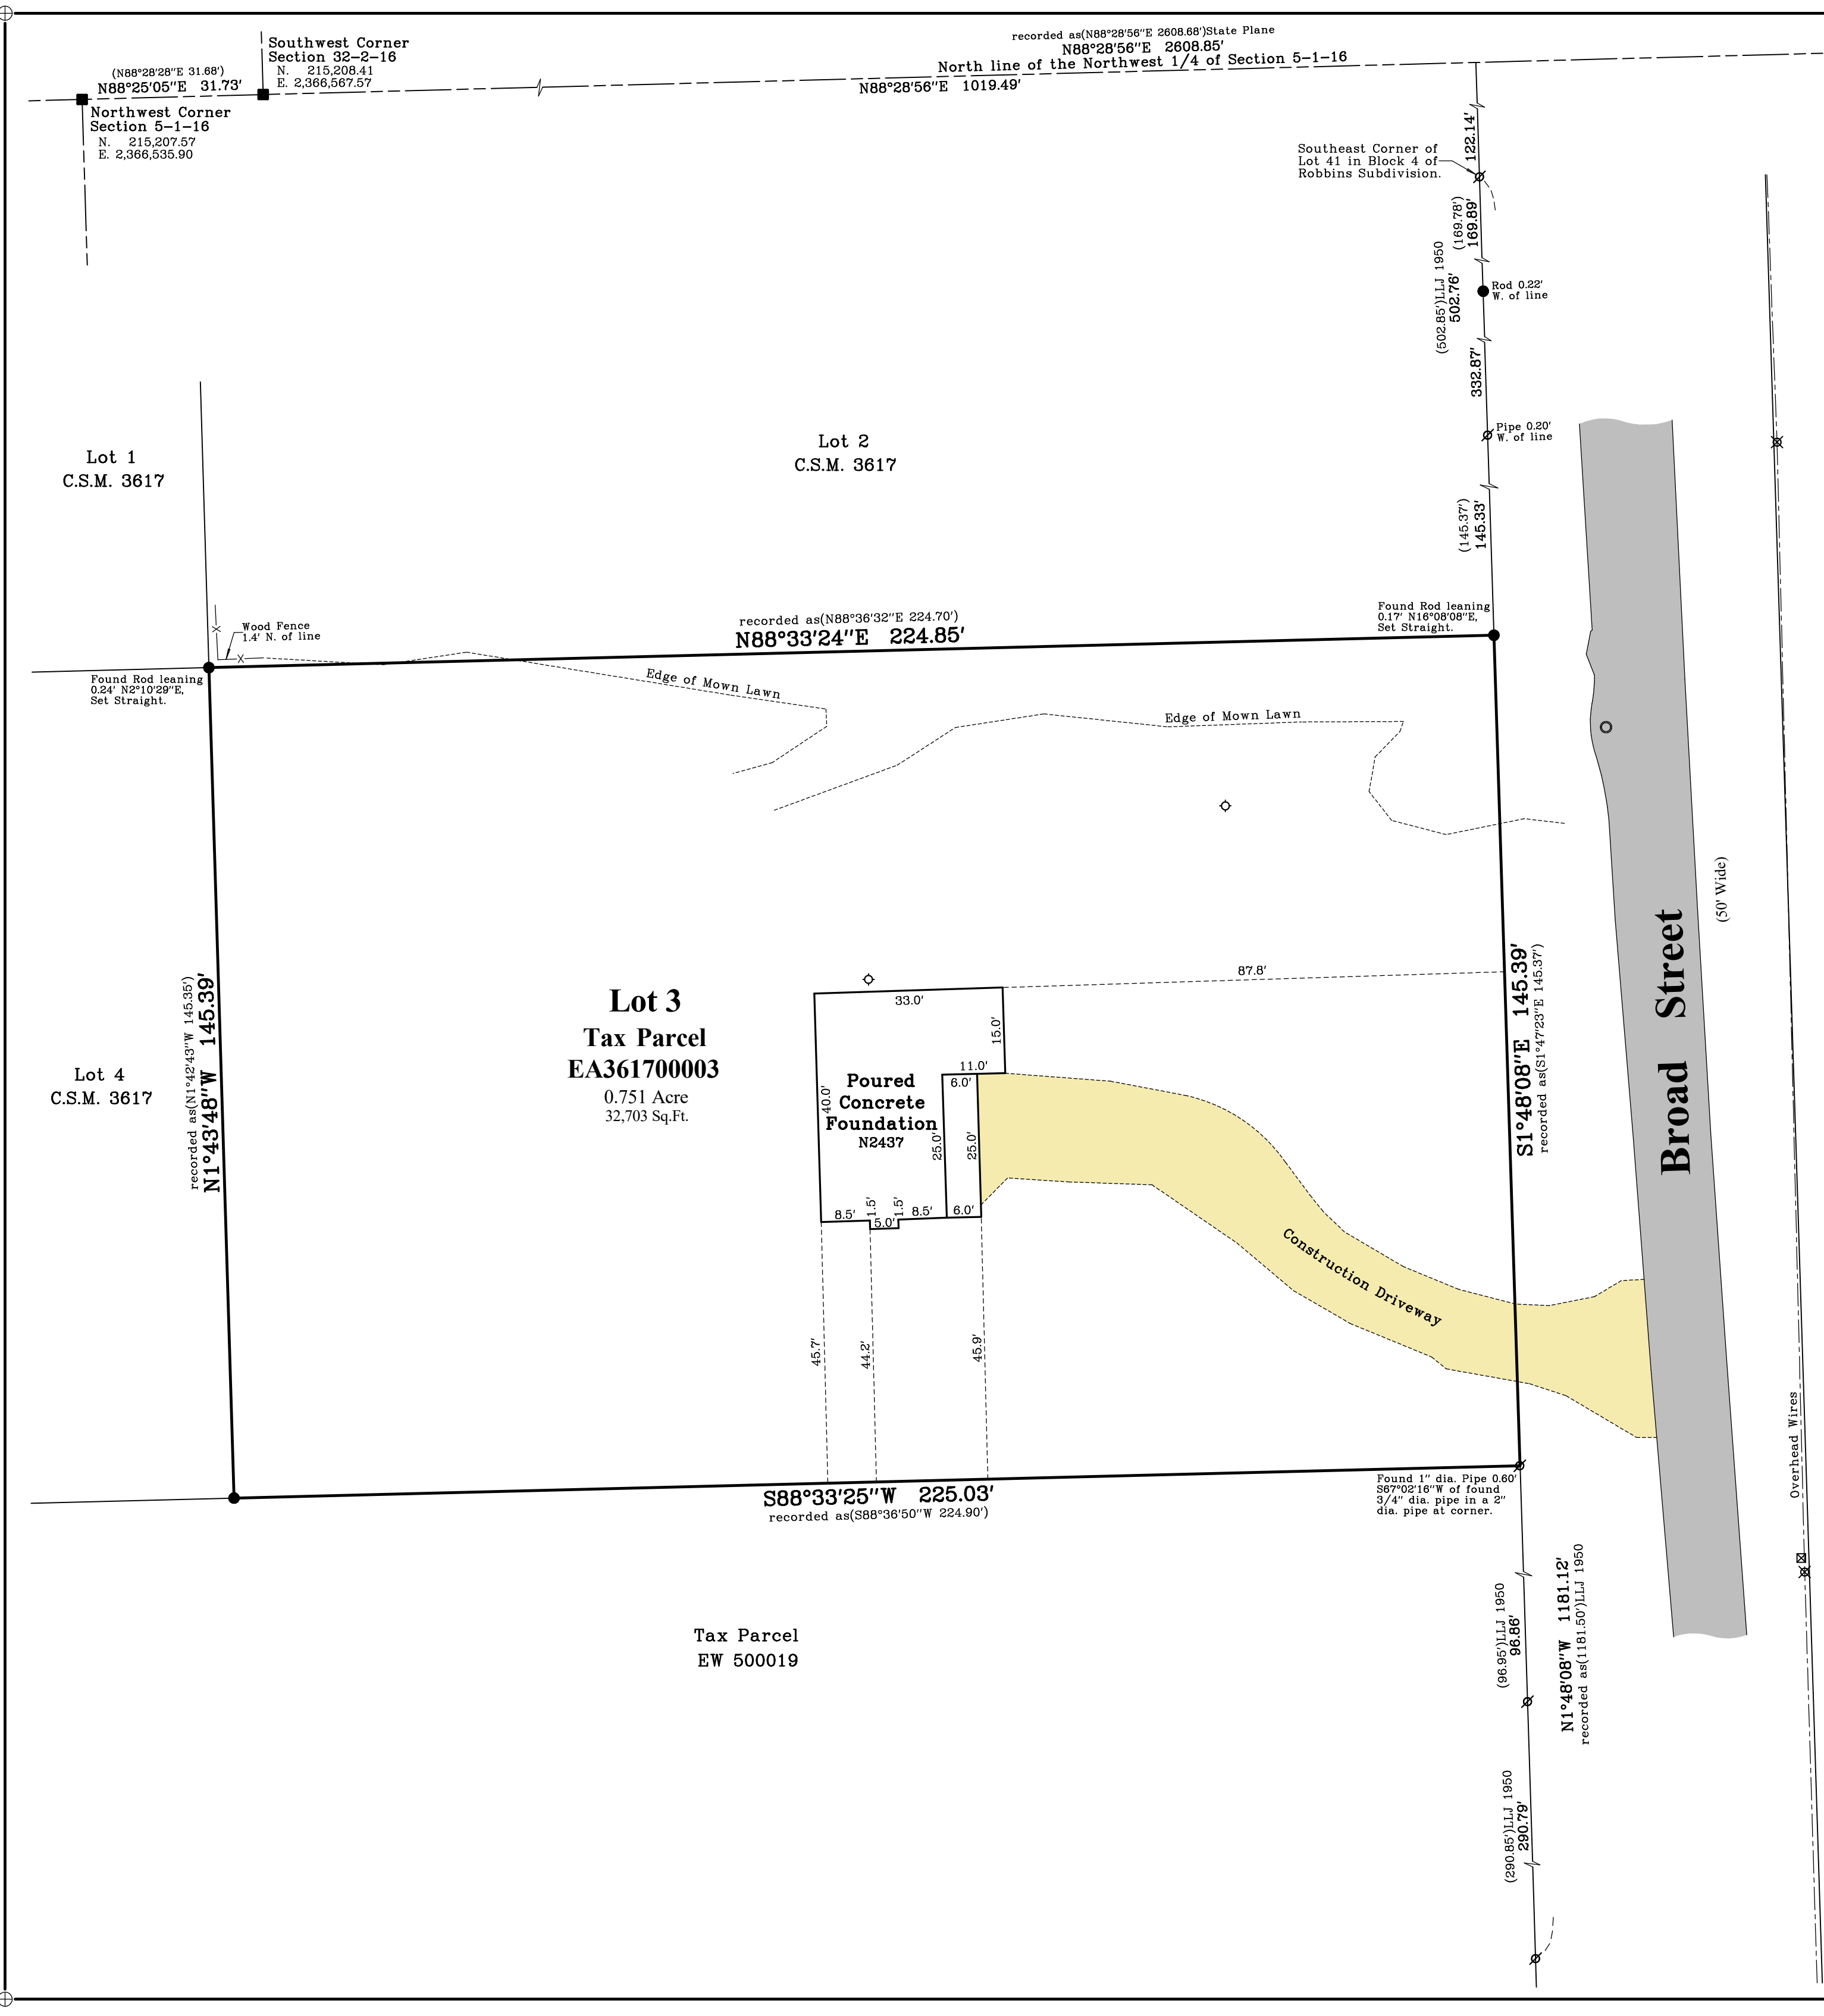 recorded as(N88°28'56"E 2608.68')State Plane
N88°28'56"E 2608.85'
North line of the Northwest 1/4 of Section 5-1-16
N88°28'56"E 1019.49'
Southwest Corner
Section 32-2-16
N. 215,208.41
E. 2,366,567.57
(N88°28'28"E 31.68')
N88°25'05"E 31.73'
Northwest Corner
Section 5-1-16
N. 215,207.57
E. 2,366,535.90
122.14'
Southeast Corner of
Lot 41 in Block 4 of
Robbins Subdivision.
(169.78')
169.89'
(502.85')LLJ 1950
502.76'
Rod 0.22'
W. of line
332.87'
Pipe 0.20'
W. of line
(145.37')
145.33'
Lot 1
C.S.M. 3617
Lot 2
C.S.M. 3617
Wood Fence
1.4' N. of line
recorded as(N88°36'32"E 224.70')
N88°33'24"E 224.85'
Found Rod leaning
0.17' N16°08'08"E,
Set Straight.
Found Rod leaning
0.24' N2°10'29"E,
Set Straight.
Edge of Mown Lawn
Edge of Mown Lawn
(50' Wide)
Broad Street
87.8'
recorded as(N1°42'43"W 145.35')
N1°43'48"W 145.39'
S1°48'08"E 145.39'
recorded as(S1°47'23"E 145.37')
Lot 3
Tax Parcel
EA361700003
0.751 Acre
32,703 Sq.Ft.
Lot 4
C.S.M. 3617
33.0'
15.0'
11.0'
6.0'
40.0'
Poured
Concrete
Foundation
N2437
25.0'
25.0'
8.5'
1.5'
5.0'
1.5'
8.5'
6.0'
Construction Driveway
45.7'
44.2'
45.9'
Overhead Wires
S88°33'25"W 225.03'
recorded as(S88°36'50"W 224.90')
Found 1" dia. Pipe 0.60'
S67°02'16"W of found
3/4" dia. pipe in a 2"
dia. pipe at corner.
Tax Parcel
EW 500019
(96.95')LLJ 1950
96.86'
N1°48'08"W 1181.12'
recorded as(1181.50')LLJ 1950
(290.85')LLJ 1950
290.79'